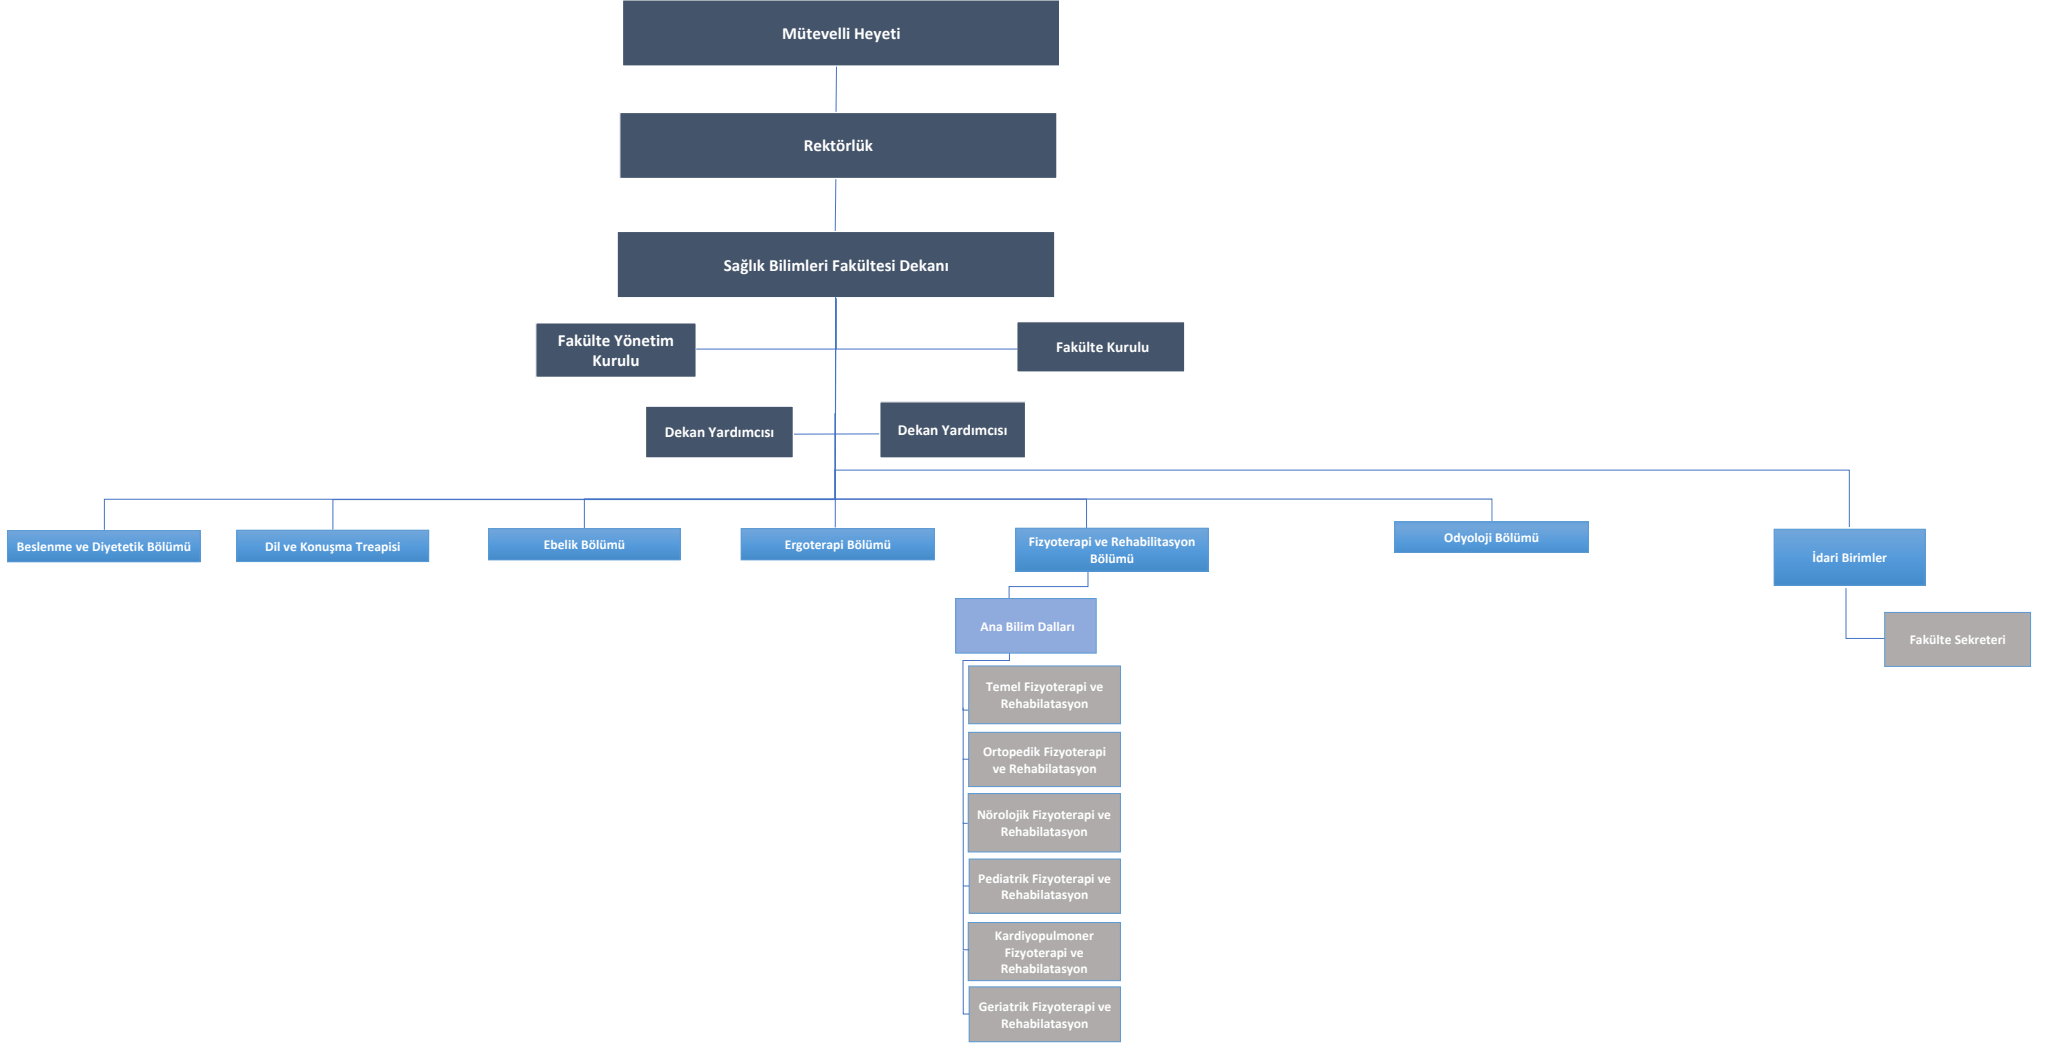 Mütevelli Heyeti
Rektörlük
Sağlık Bilimleri Fakültesi Dekanı
Fakülte Yönetim
Kurulu
Fakülte Kurulu
Dekan Yardımcısı
Dekan Yardımcısı
Beslenme ve Diyetetik Bölümü
Dil ve Konuşma Treapisi
Ebelik Bölümü
Ergoterapi Bölümü
Fizyoterapi ve Rehabilitasyon
Bölümü
Odyoloji Bölümü
İdari Birimler
Ana Bilim Dalları
Fakülte Sekreteri
Temel Fizyoterapi ve
Rehabilatasyon
Ortopedik Fizyoterapi
ve Rehabilatasyon
Nörolojik Fizyoterapi ve
Rehabilatasyon
Pediatrik Fizyoterapi ve
Rehabilatasyon
Kardiyopulmoner
Fizyoterapi ve
Rehabilatasyon
Geriatrik Fizyoterapi ve
Rehabilatasyon